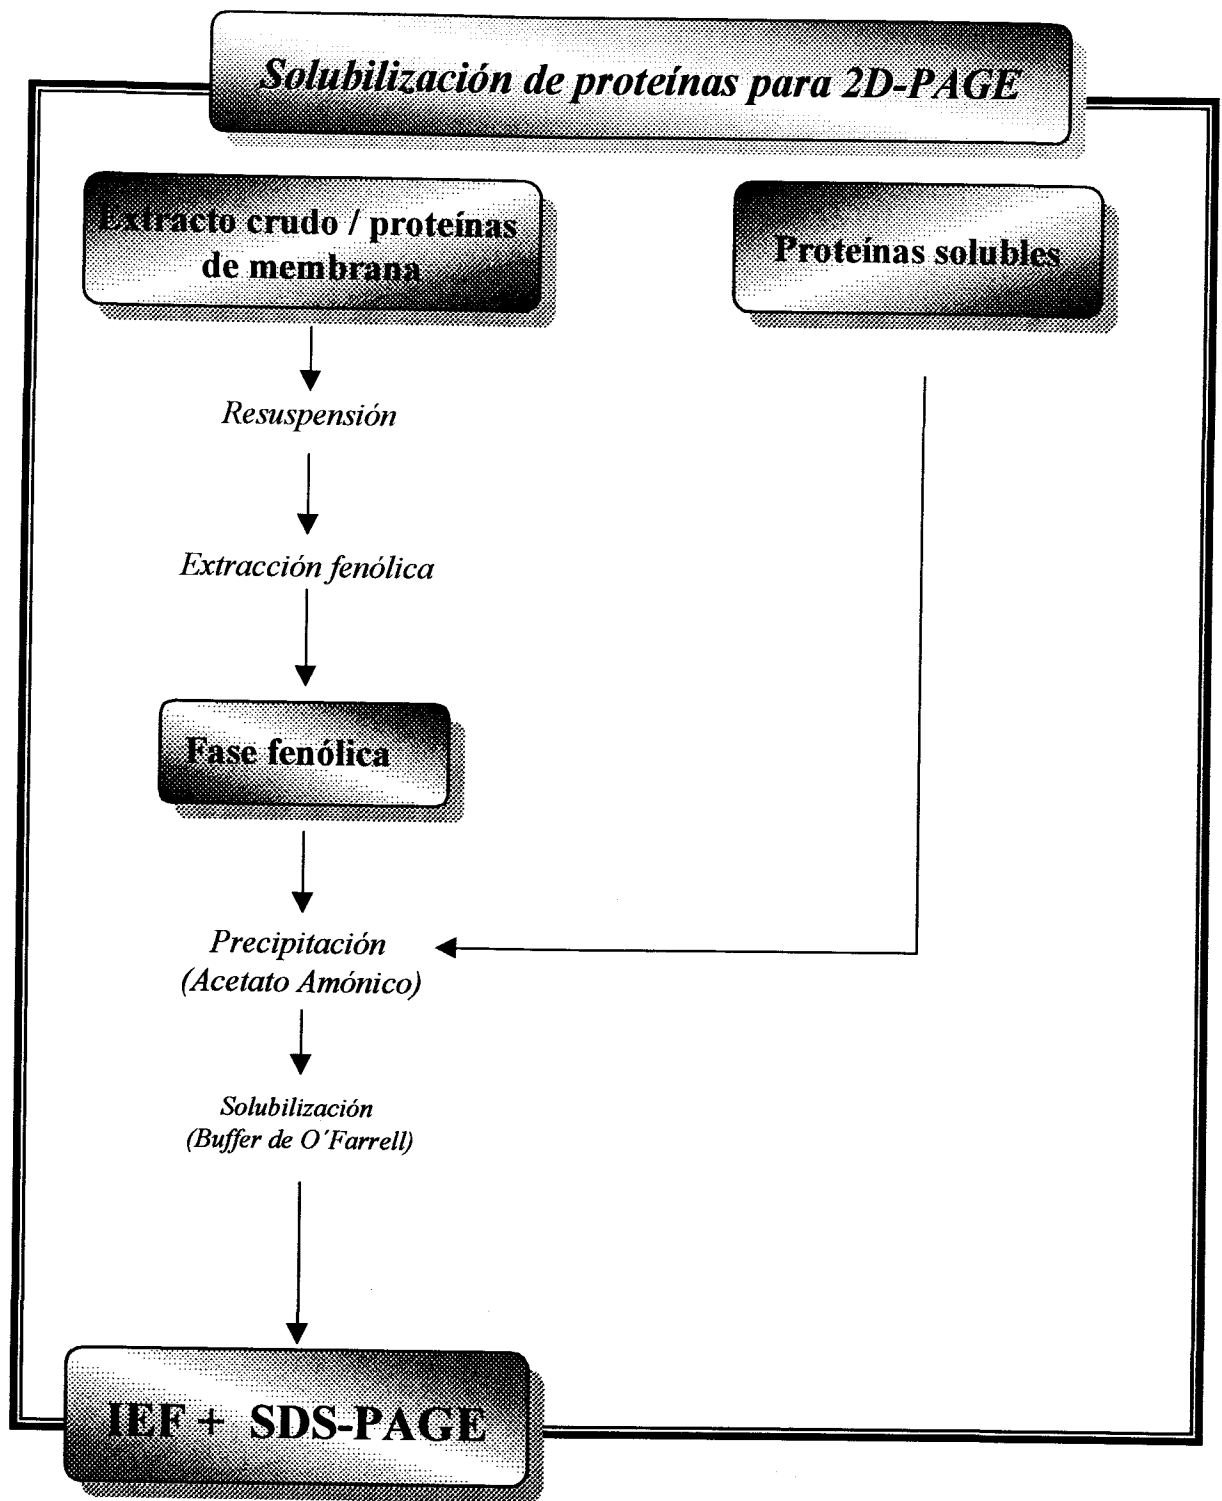 Solubilización de proteínas para 2D-PAGE
Extracto crudo / proteínas
de membrana
Proteínas solubles
Resuspensión
Extracción fenólica
Fase fenólica
Precipitación
(Acetato Amónico)
Solubilización
(Buffer de O´Farrell)
IEF + SDS-PAGE